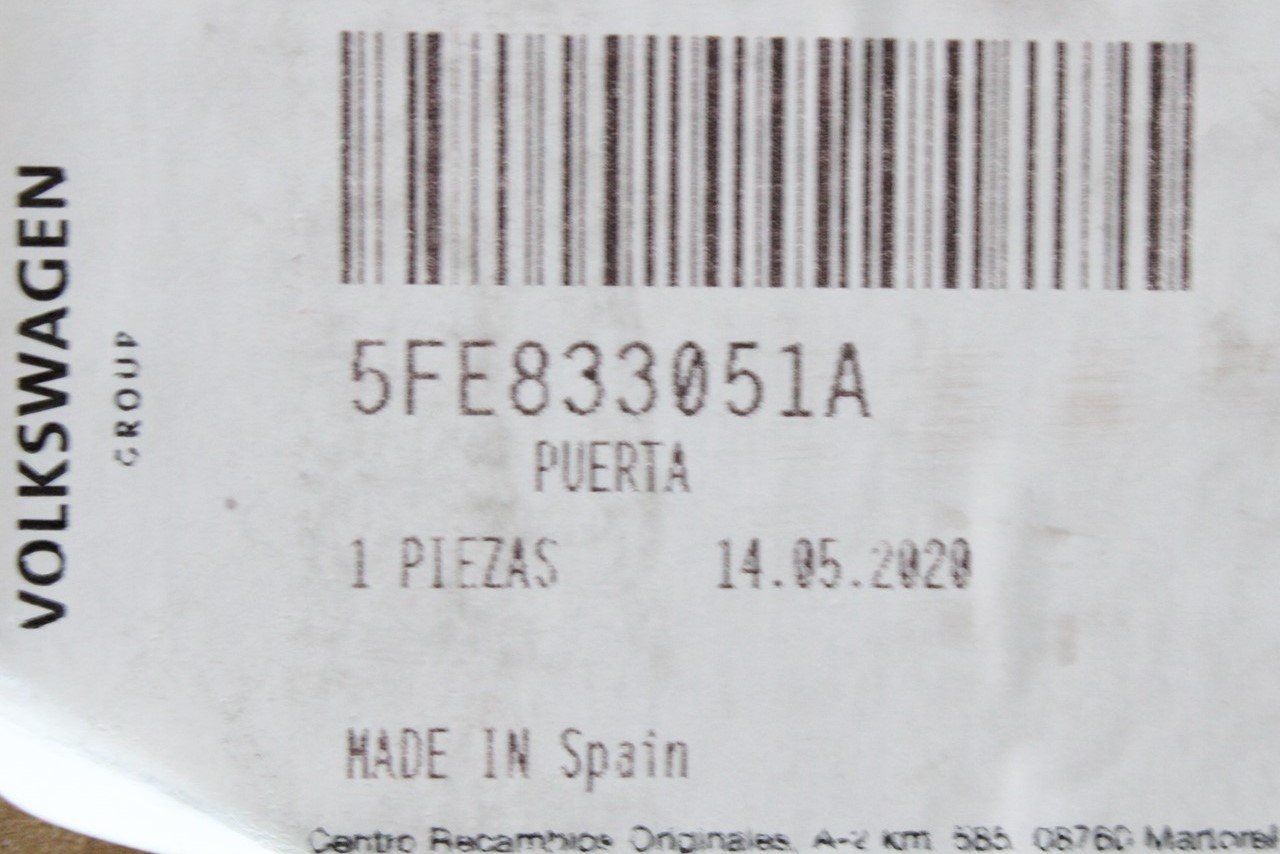 VOLKSWAGEN
GROUP
5FE833051A
PUERTA
1 PIEZAS 14.05.2020
MADE IN Spain
Centro Recambios Originales, A-2 km. 585. 08760 Martorell